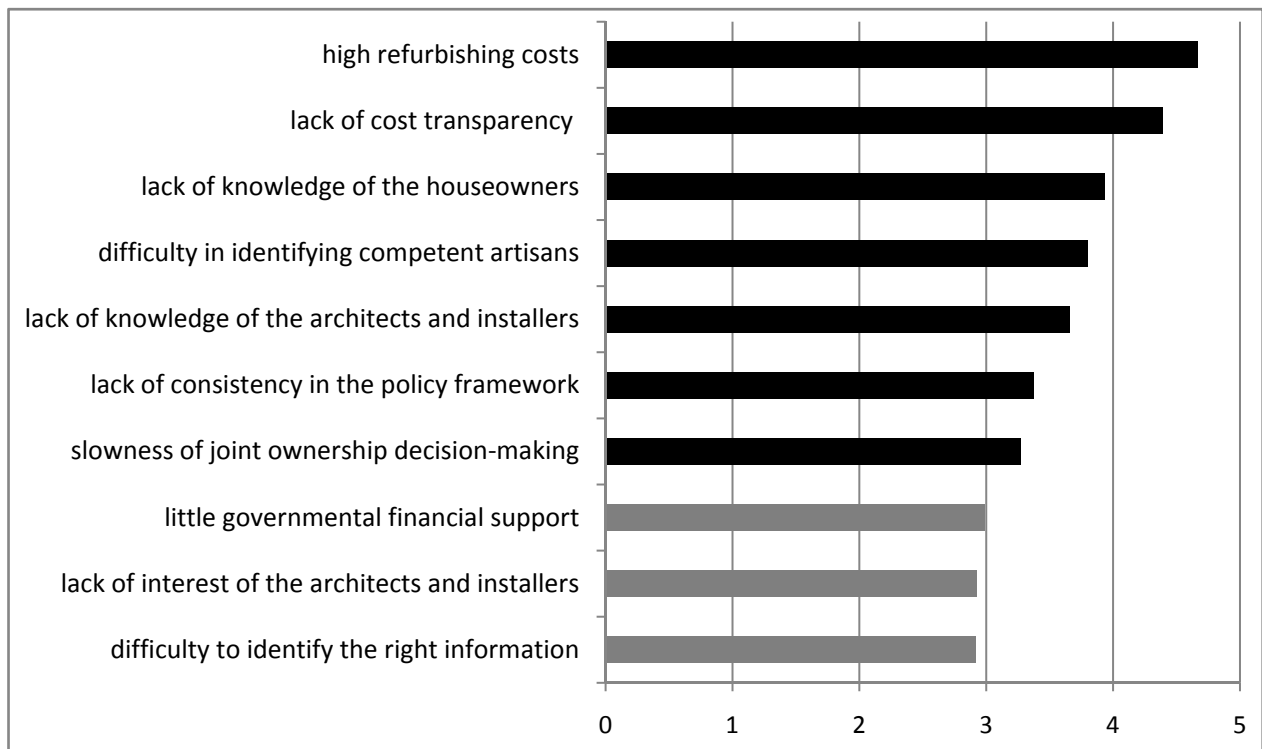 high refurbishing costs
lack of cost transparency
lack of knowledge of the houseowners
difficulty in identifying competent artisans
lack of knowledge of the architects and installers
lack of consistency in the policy framework
slowness of joint ownership decision-making
little governmental financial support
lack of interest of the architects and installers
difficulty to identify the right information
0 1 2 3 4 5